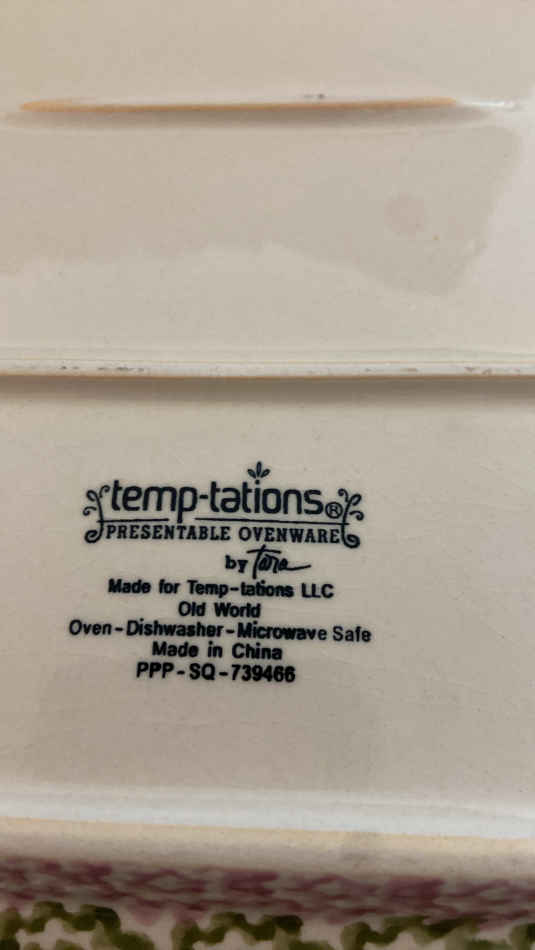 temp-tations®
PRESENTABLE OVENWARE
by Tara
Made for Temp-tations LLC
Old World
Oven-Dishwasher-Microwave Safe
Made in China
PPP-SQ-739466